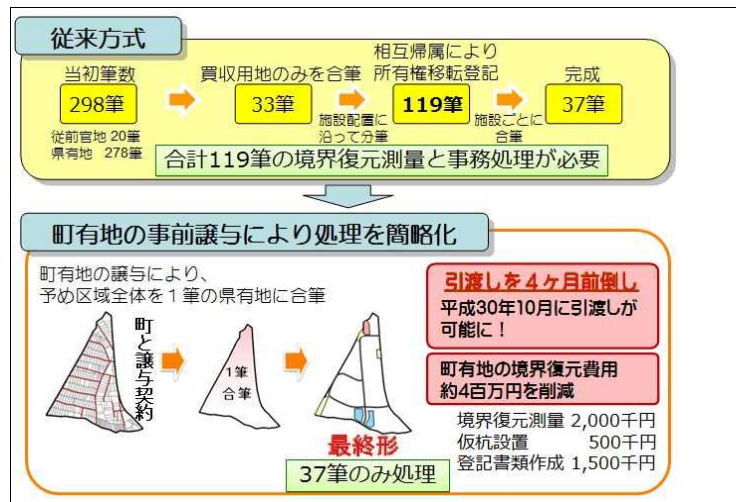 従来方式
当初筆数
298筆
従前官地 20筆
県有地 278筆
買収用地のみを合筆
33筆
施設配置に
沿って分筆
相互帰属により
所有権移転登記
119筆
施設ごとに
合筆
完成
37筆
合計119筆の境界復元測量と事務処理が必要
町有地の事前譲与により処理を簡略化
町有地の譲与により、
予め区域全体を1筆の県有地に合筆
町と譲与契約
1筆
合筆
最終形
37筆のみ処理
引渡しを4ヶ月前倒し
平成30年10月に引渡しが
可能に!
町有地の境界復元費用
約4百万円を削減
境界復元測量 2,000千円
仮杭設置 500千円
登記書類作成 1,500千円